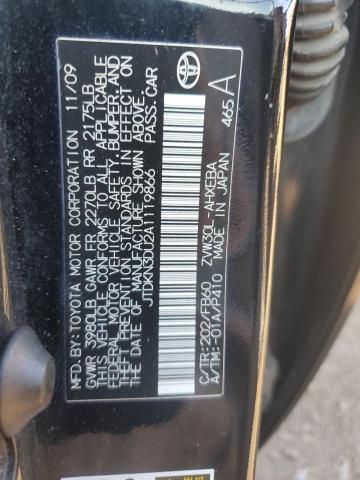 MFD.BY:TOYOTA MOTOR CORPORATION 11/09
GVWR 3980LB GAWR FR 2270LB RR 2175LB
THIS VEHICLE CONFORMS TO ALL APPLICABLE
FEDERAL MOTOR VEHICLE SAFETY, BUMPER, AND
THEFT PREVENTION STANDARDS IN EFFECT ON
THE DATE OF MANUFACTURE SHOWN ABOVE.
JTDKN3DU2A1119866 PASS.CAR
C/TR:202/FB60 ZVW30L-AHXEBA
A/TM:-01A/P410 MADE IN JAPAN
465 A